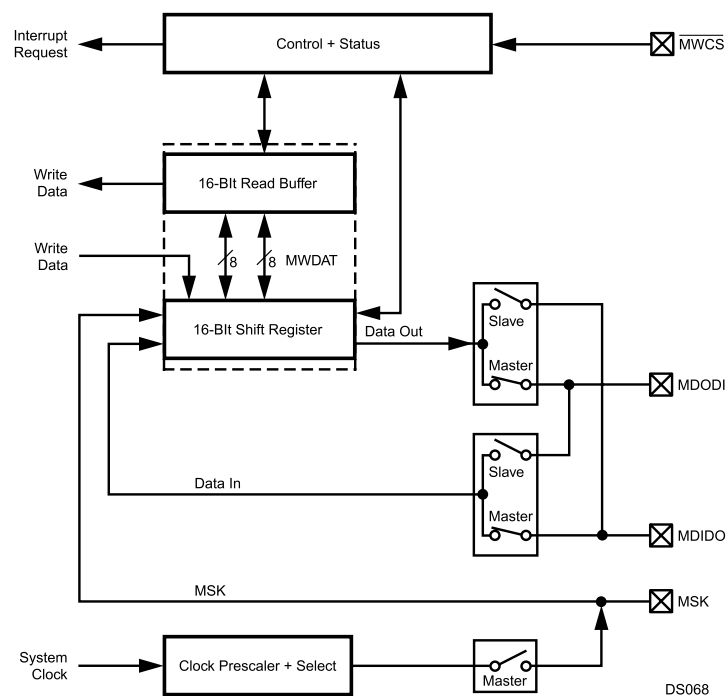 Interrupt
Request
Control + Status
MWCS
Write
Data
16-BIt Read Buffer
Write
Data
8
8
MWDAT
16-BIt Shift Register
Data Out
Slave
Master
MDODI
Slave
Data In
Master
MDIDO
MSK
MSK
System
Clock
Clock Prescaler + Select
Master
DS068